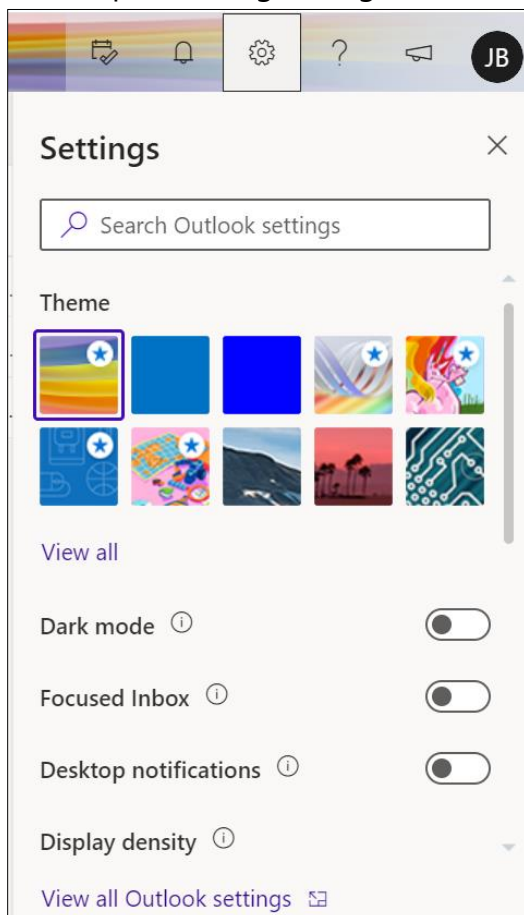 JB
Settings
Search Outlook settings
Theme
View all
Dark mode
Focused Inbox
Desktop notifications
Display density
View all Outlook settings